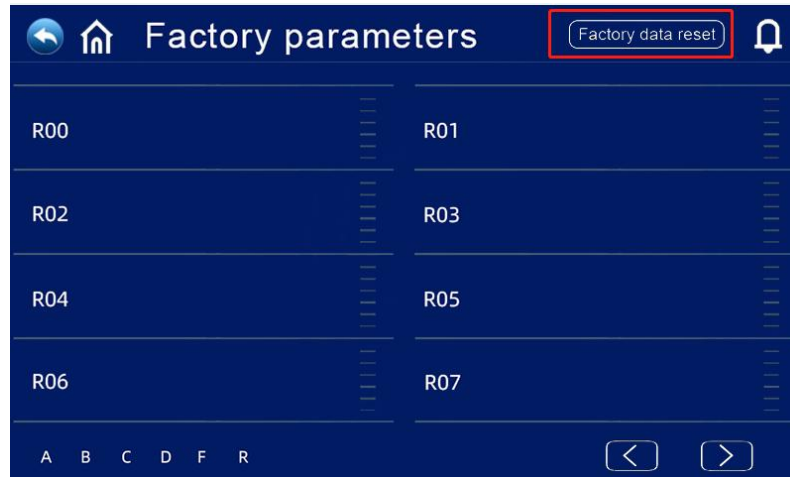 Factory parameters Factory data reset
R00 R01
R02 R03
R04 R05
R06 R07
A B C D F R